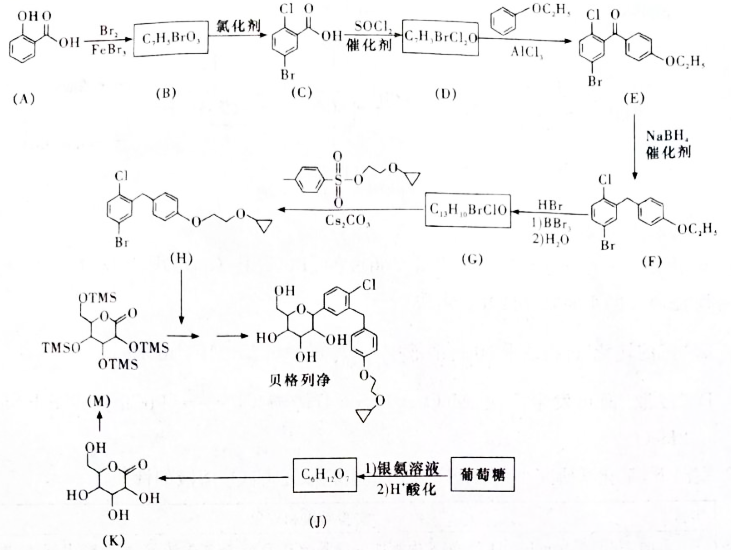 OH O
OH
(A)
Br₂
FeBr₃
C₇H₅BrO₃
(B)
氯化剂
Cl O
OH
Br
(C)
SOCl₂
催化剂
C₇H₃BrCl₂O
(D)
OC₂H₅
AlCl₃
Cl O
Br
OC₂H₅
(E)
NaBH₄
催化剂
Cl
Br
OC₂H₅
(F)
HBr
1)BBr₃
2)H₂O
C₁₃H₁₀BrClO
(G)
O
S
O
O
O
Cs₂CO₃
Cl
Br
O
O
(H)
OTMS
O
O
TMSO
OTMS
OTMS
(M)
OH
HO
O
HO
OH
OH
Cl
O
O
贝格列净
OH
O
O
HO
OH
OH
(K)
C₆H₁₂O₇
(J)
1)银氨溶液
2)H⁺酸化
葡萄糖